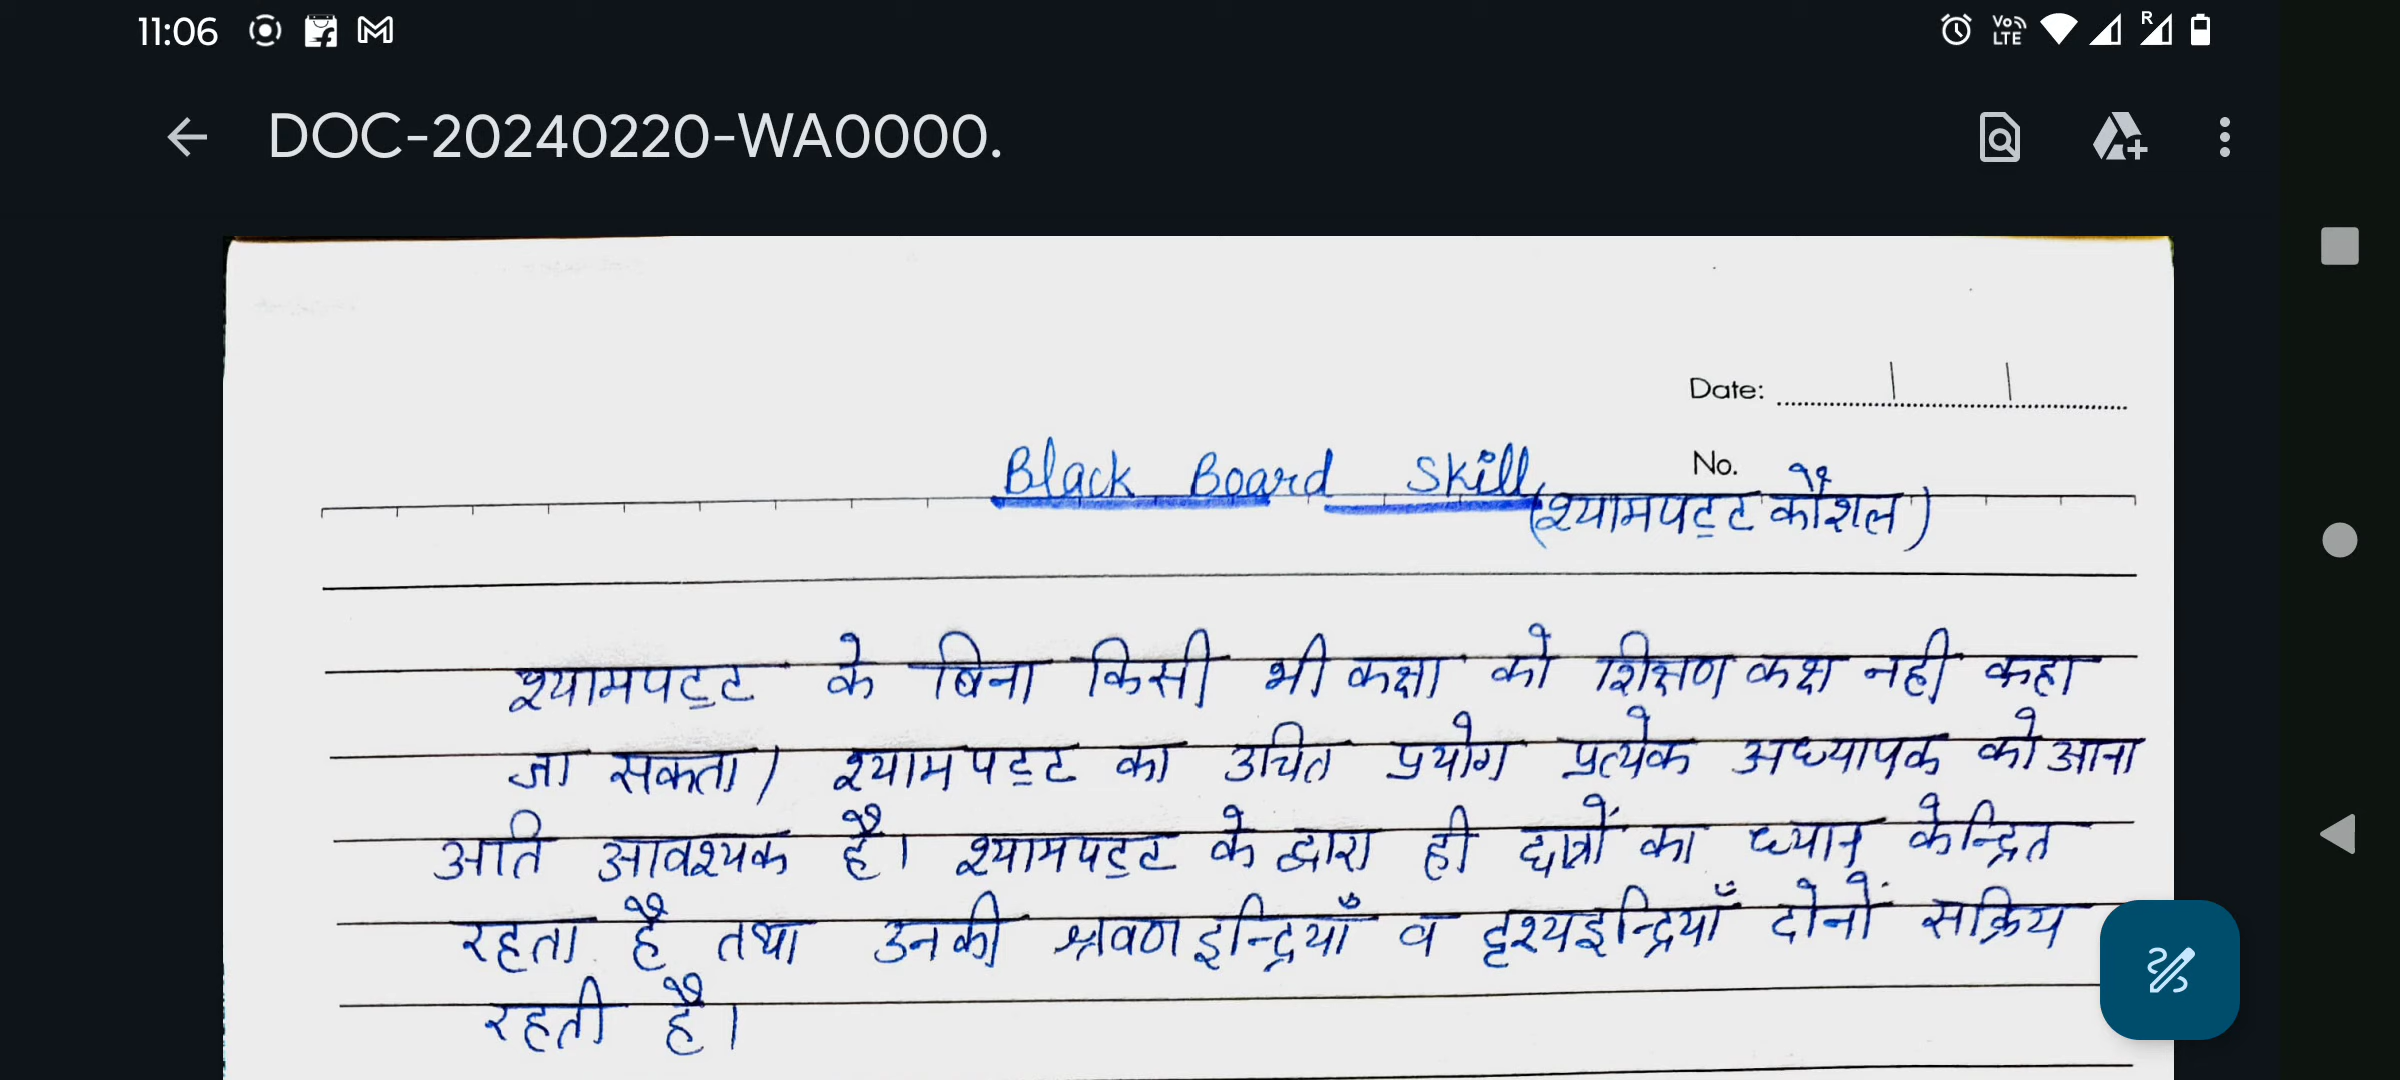 11:06
VoLTE R
DOC-20240220-WA0000.
Date:
No.
Black Board Skill
(श्यामपट्ट कौशल)
श्यामपट्ट के बिना किसी भी कक्षा को शिक्षण कक्ष नही कहा
जा सकता। श्यामपट्ट का उचित प्रयोग प्रत्येक अध्यापक को आना
अति आवश्यक है। श्यामपट्ट के द्वारा ही छात्रों का ध्यान केन्द्रित
रहता है तथा उनकी श्रवण इन्द्रियाँ व दृश्यइन्द्रियाँ दोनों सक्रिय
रहती है।